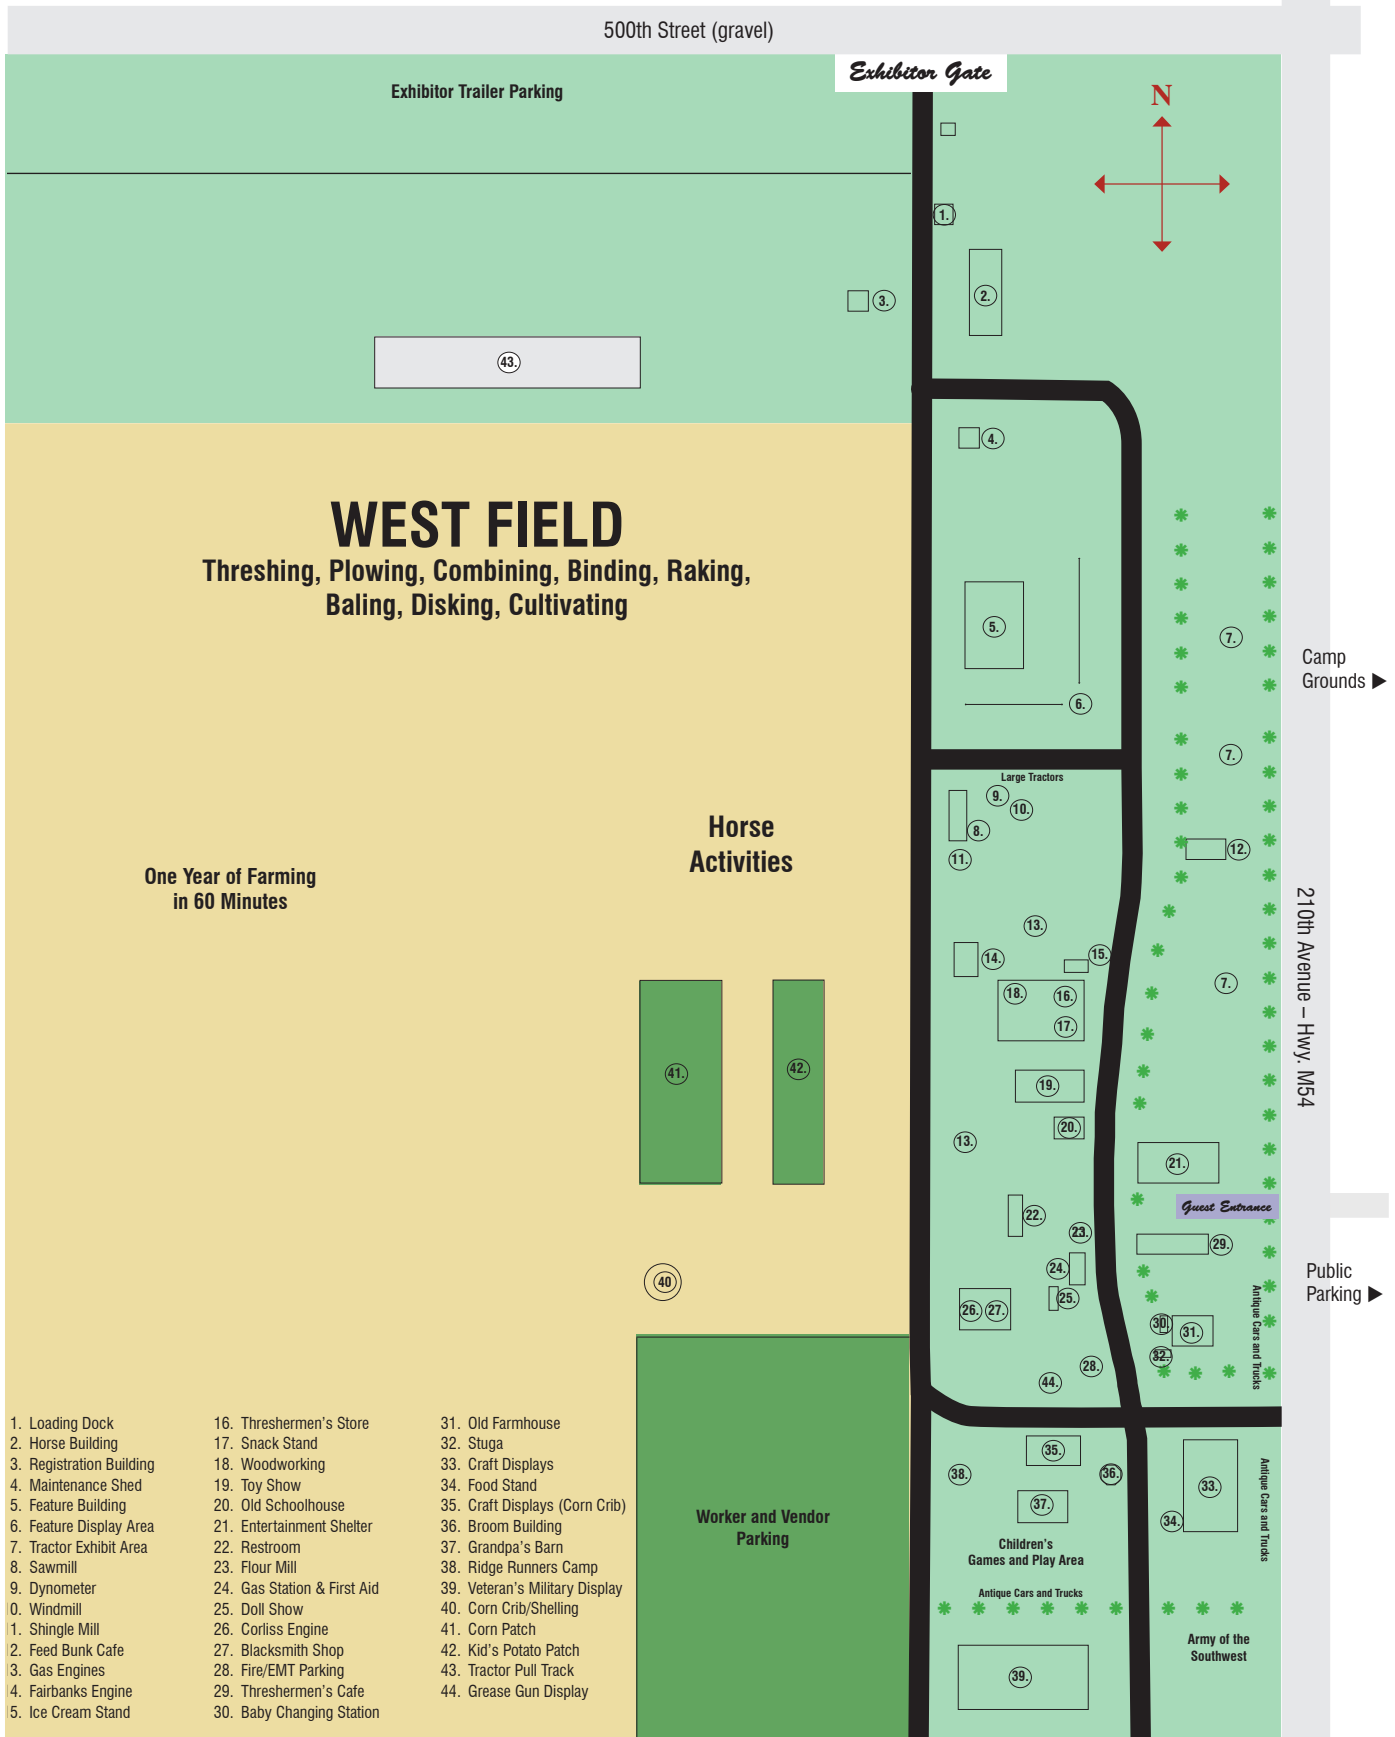 500th Street (gravel)
Exhibitor Gate
Exhibitor Trailer Parking
N
1.
2.
3.
43.
4.
WEST FIELD
Threshing, Plowing, Combining, Binding, Raking,
Baling, Disking, Cultivating
5.
7.
Camp
Grounds ▶
6.
7.
Large Tractors
9.
10.
8.
11.
12.
Horse
Activities
One Year of Farming
in 60 Minutes
210th Avenue – Hwy. M54
13.
14.
15.
7.
18.
16.
17.
41.
42.
19.
20.
13.
21.
Guest Entrance
22.
23.
29.
24.
25.
40
Public
Parking ▶
Antique Cars and Trucks
26.
27.
30.
31.
32.
28.
44.
35.
38.
36.
33.
37.
34.
Antique Cars and Trucks
Worker and Vendor
Parking
Children's
Games and Play Area
Antique Cars and Trucks
Army of the
Southwest
39.
1. Loading Dock
2. Horse Building
3. Registration Building
4. Maintenance Shed
5. Feature Building
6. Feature Display Area
7. Tractor Exhibit Area
8. Sawmill
9. Dynometer
0. Windmill
1. Shingle Mill
2. Feed Bunk Cafe
3. Gas Engines
4. Fairbanks Engine
5. Ice Cream Stand
16. Threshermen's Store
17. Snack Stand
18. Woodworking
19. Toy Show
20. Old Schoolhouse
21. Entertainment Shelter
22. Restroom
23. Flour Mill
24. Gas Station & First Aid
25. Doll Show
26. Corliss Engine
27. Blacksmith Shop
28. Fire/EMT Parking
29. Threshermen's Cafe
30. Baby Changing Station
31. Old Farmhouse
32. Stuga
33. Craft Displays
34. Food Stand
35. Craft Displays (Corn Crib)
36. Broom Building
37. Grandpa's Barn
38. Ridge Runners Camp
39. Veteran's Military Display
40. Corn Crib/Shelling
41. Corn Patch
42. Kid's Potato Patch
43. Tractor Pull Track
44. Grease Gun Display